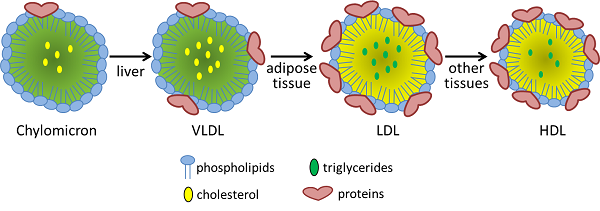 liver
adipose
tissue
other
tissues
Chylomicron
VLDL
LDL
HDL
phospholipids
triglycerides
cholesterol
proteins